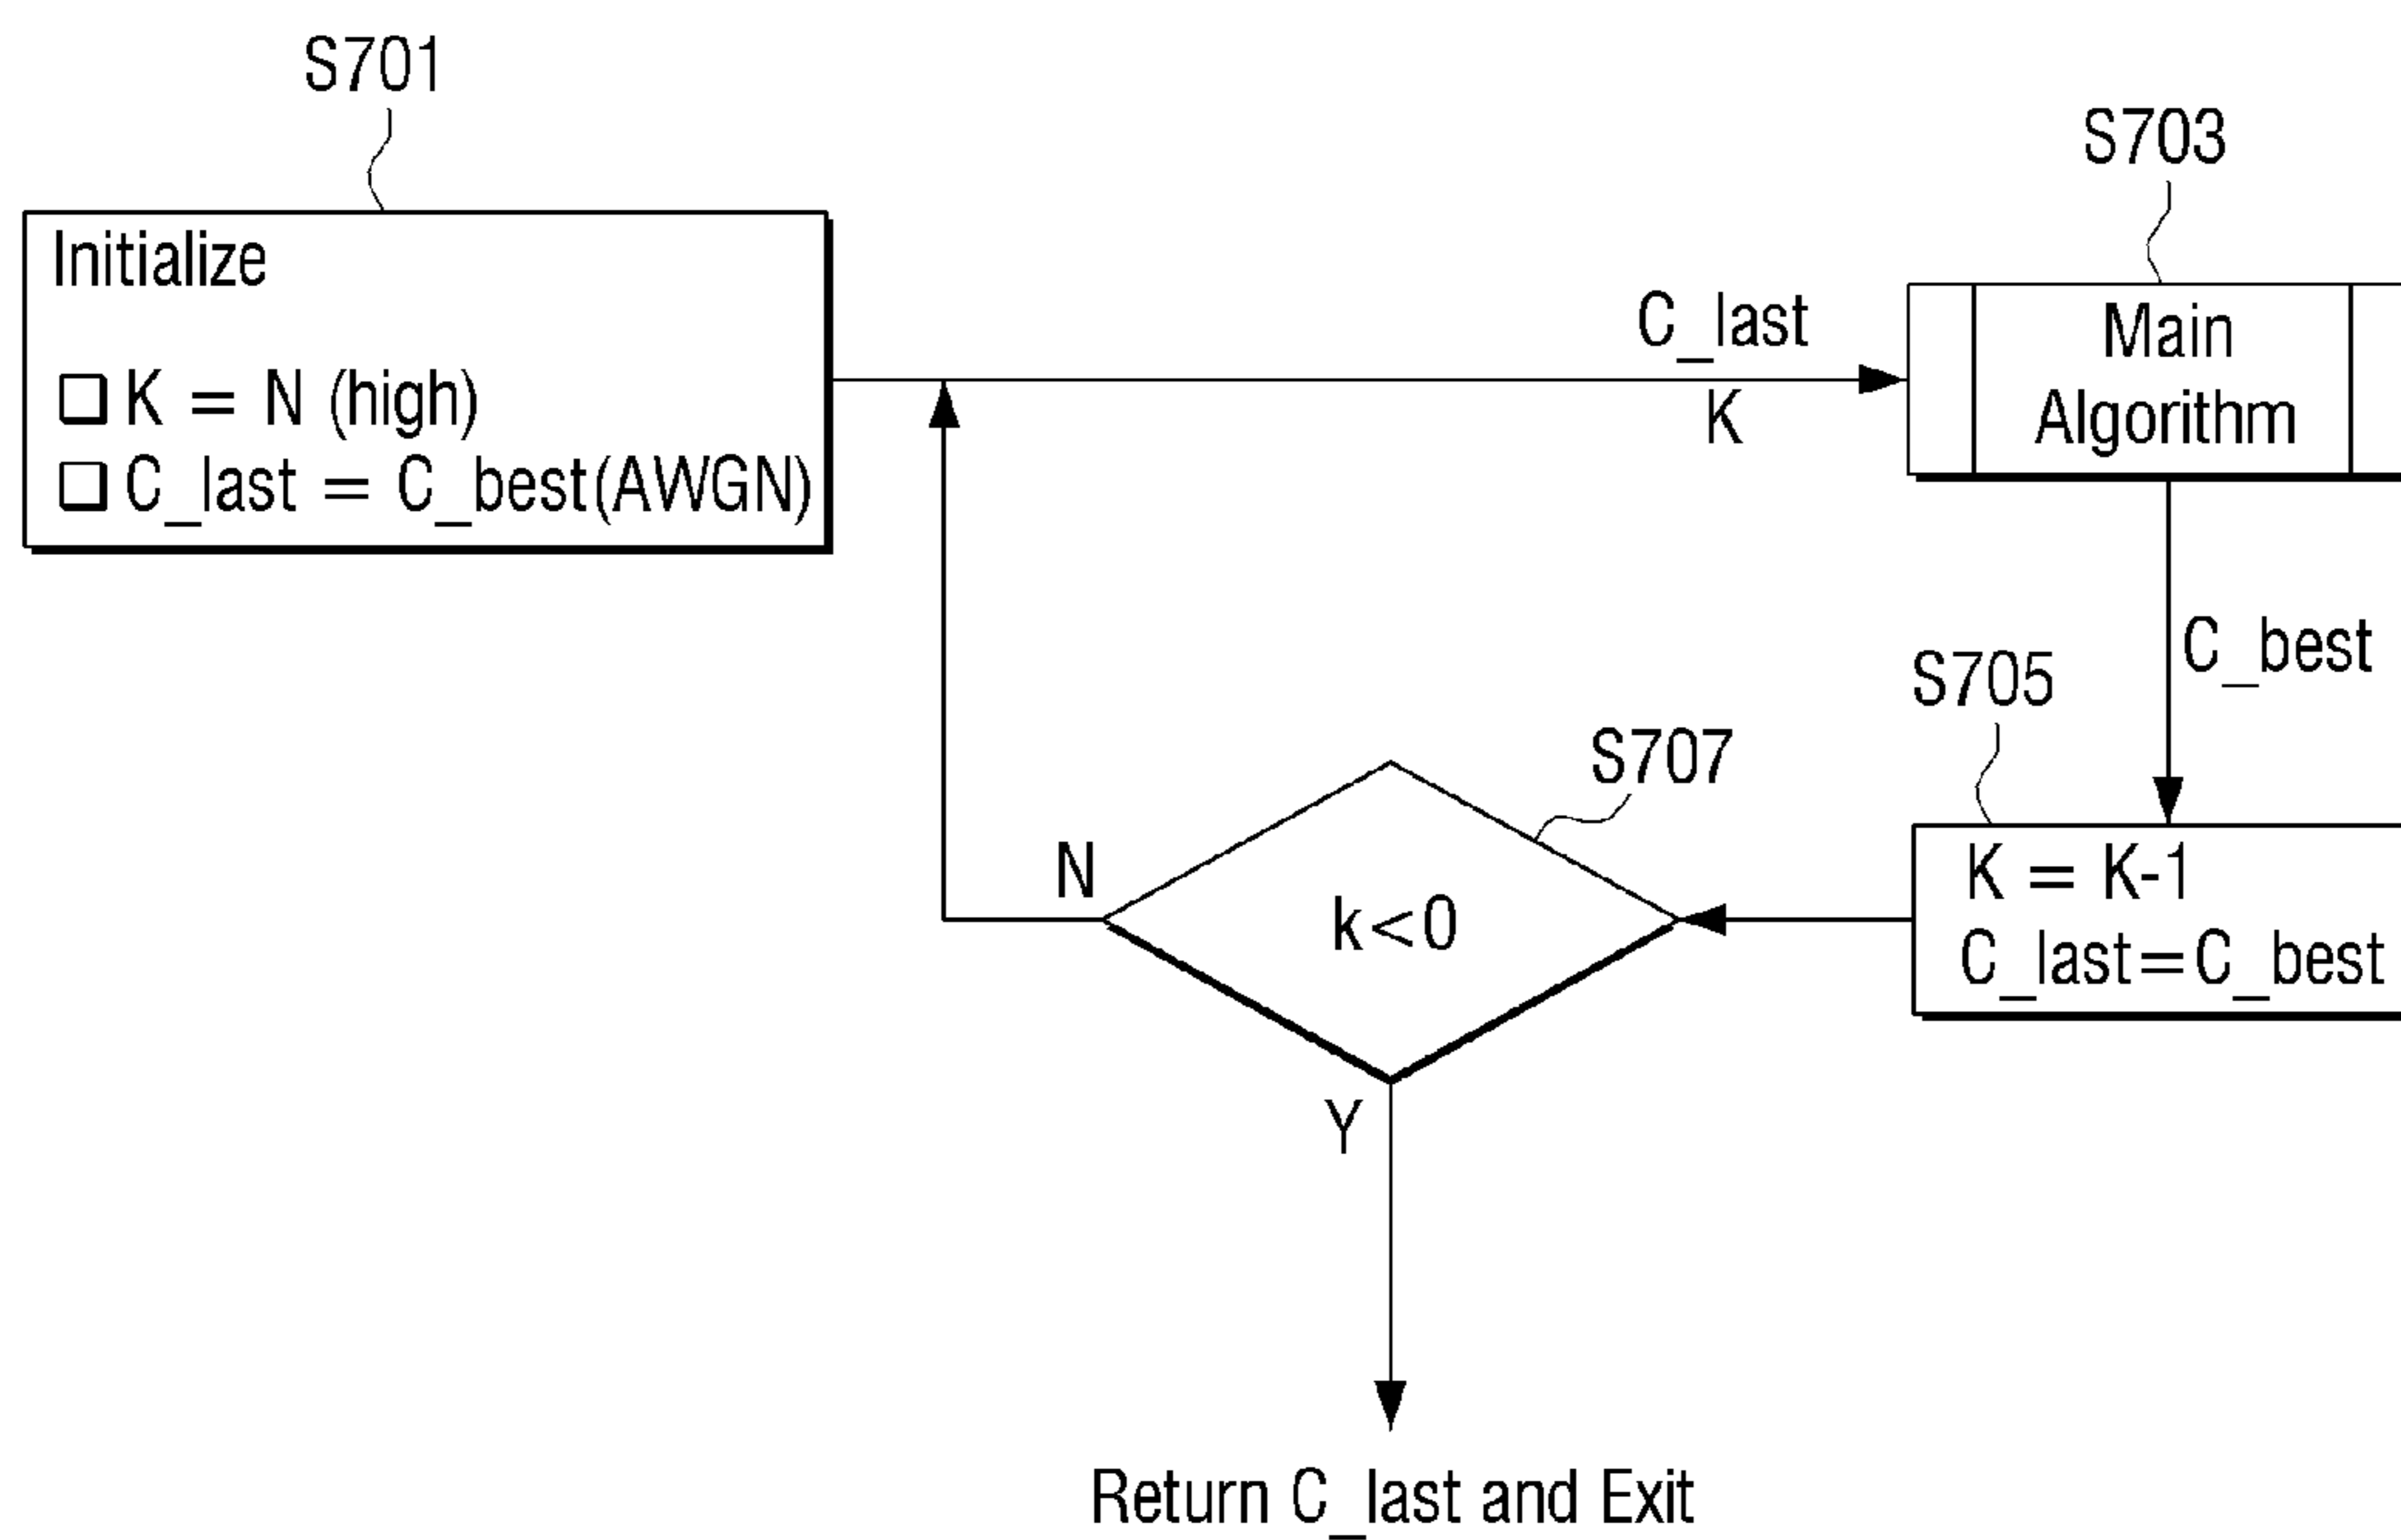 S701
Initialize
□ K = N (high)
□ C_last = C_best(AWGN)
C_last
K
S703
Main
Algorithm
C_best
S705
K = K-1
C_last=C_best
S707
k<0
N
Y
Return C_last and Exit